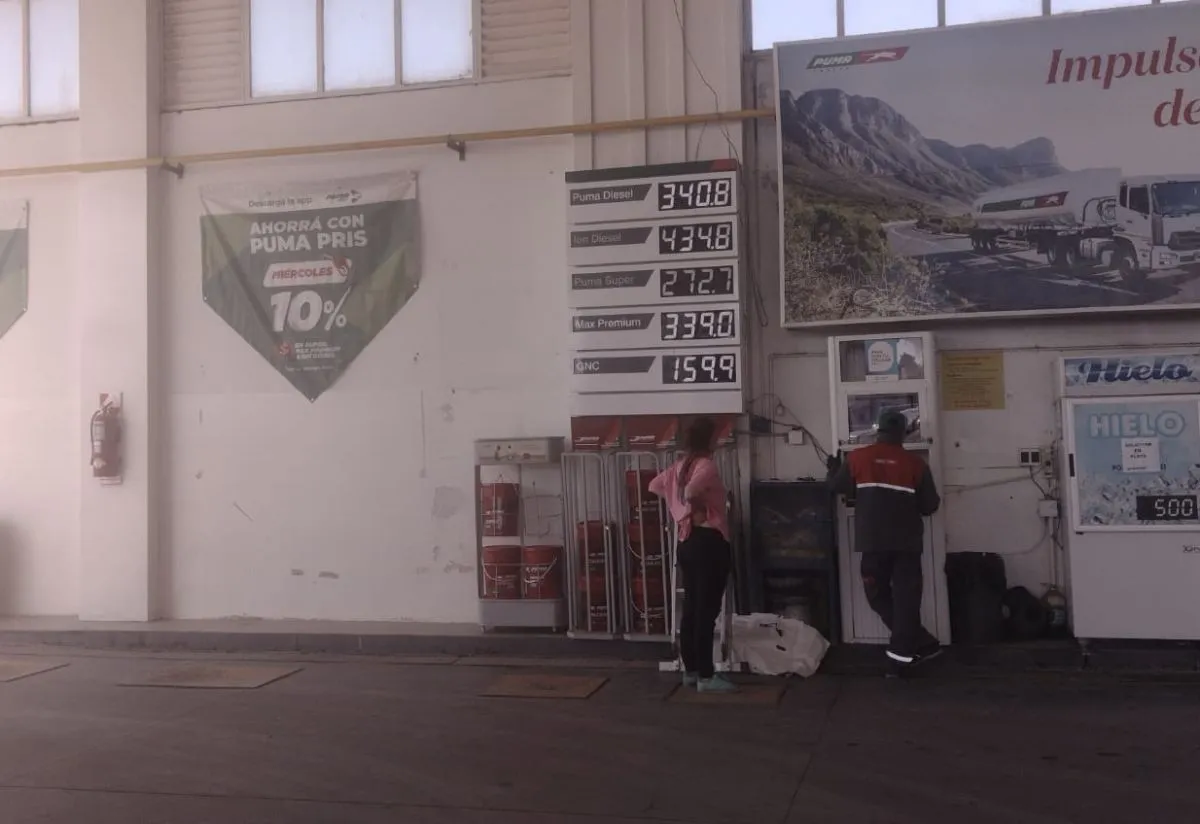 Descargá la app
AHORRÁ CON
PUMA PRIS
MIÉRCOLES
10%
Puma Diesel 340.8
Ion Diesel 434.8
Puma Super 272.7
Max Premium 339.0
GNC 159.9
PUMA
Impuls
de
Hielo
HIELO
500